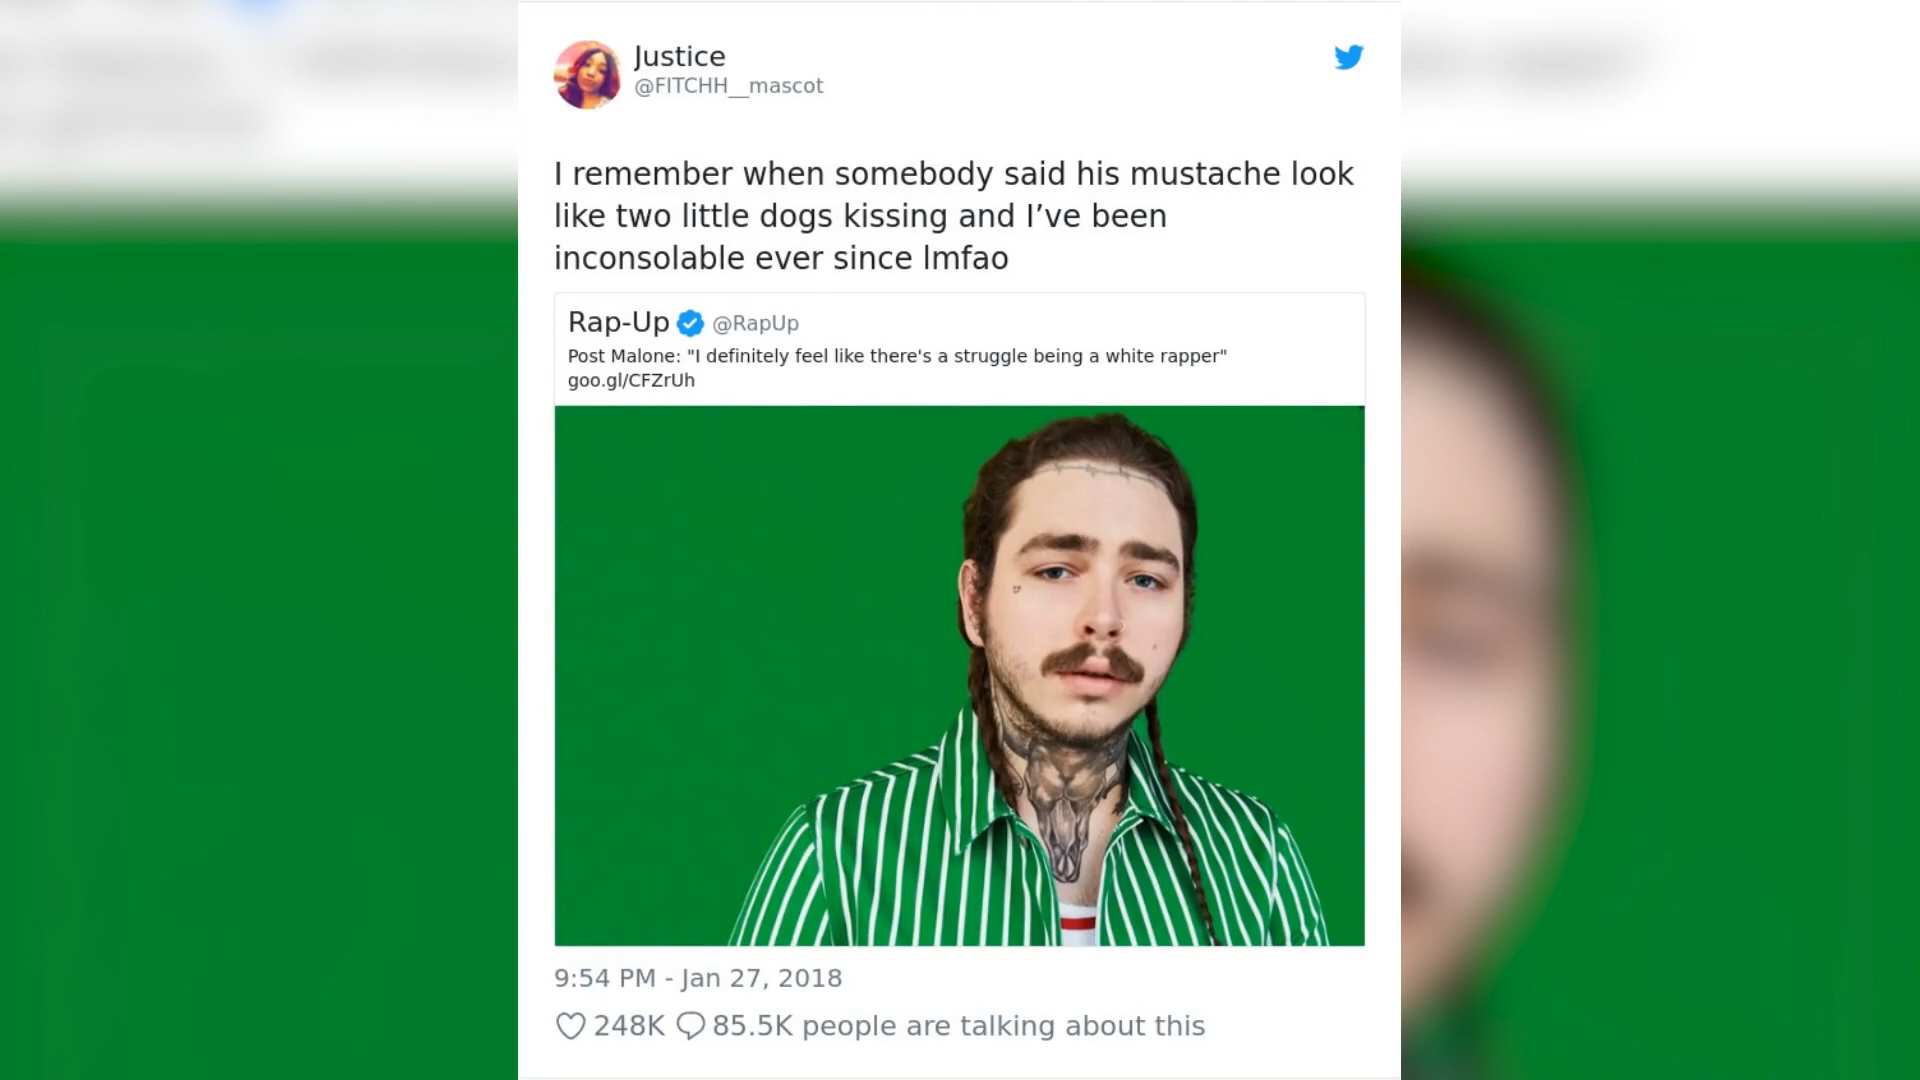 Justice
@FITCHH__mascot
I remember when somebody said his mustache look
like two little dogs kissing and I’ve been
inconsolable ever since lmfao
Rap-Up @RapUp
Post Malone: "I definitely feel like there's a struggle being a white rapper"
goo.gl/CFZrUh
9:54 PM - Jan 27, 2018
248K 85.5K people are talking about this